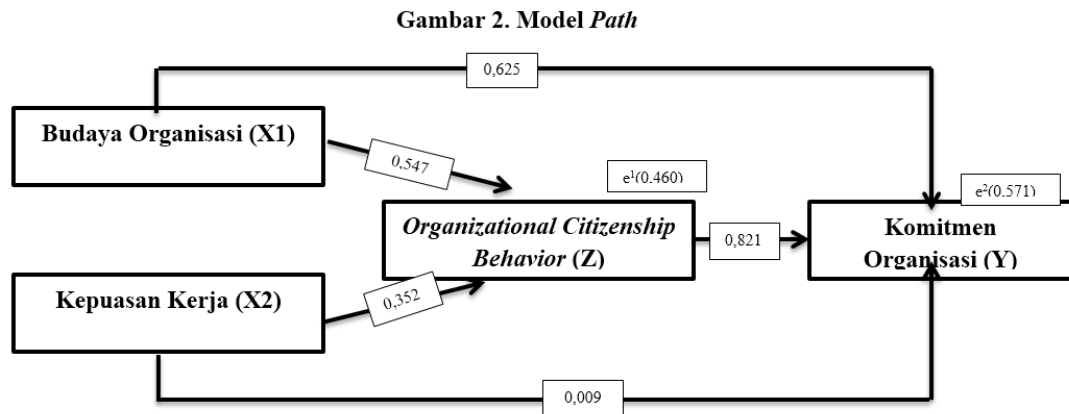 Gambar 2. Model Path
0,625
Budaya Organisasi (X1)
0,547
e¹(0.460)
e²(0.571)
Organizational Citizenship
Behavior (Z)
0,821
Komitmen
Organisasi (Y)
Kepuasan Kerja (X2)
0,352
0,009